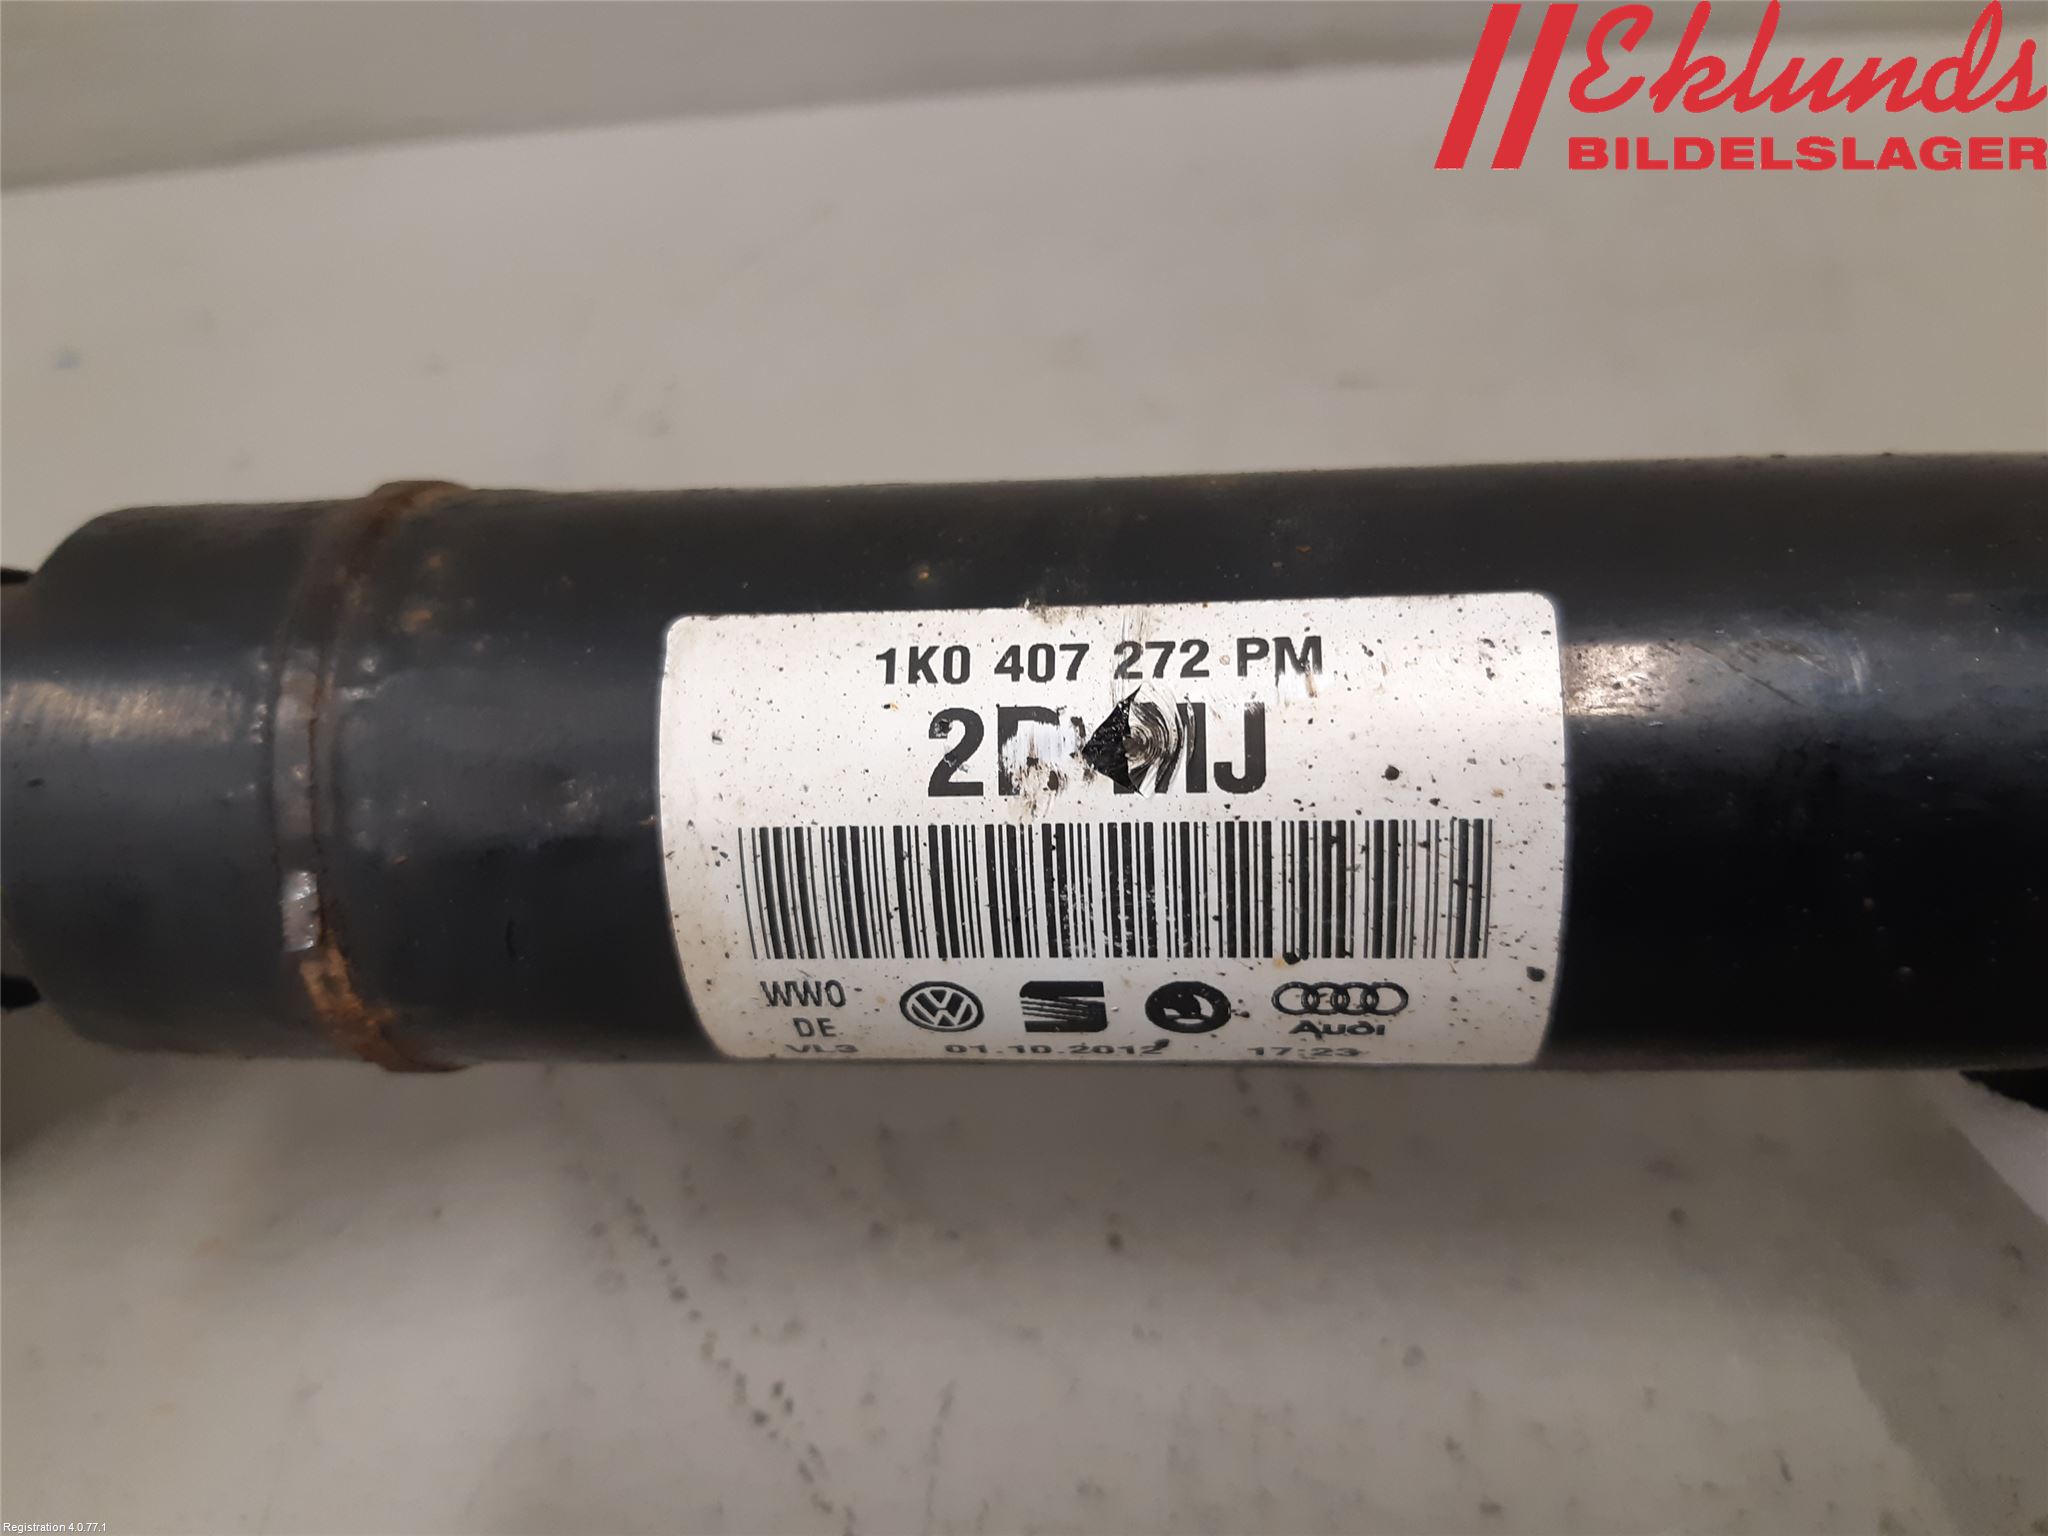 Eklunds
BILDELSLAGER
1K0 407 272 PM
WWO
DE
Audi
VL3 01.10.2012 17:23
Registration 4.0.77.1